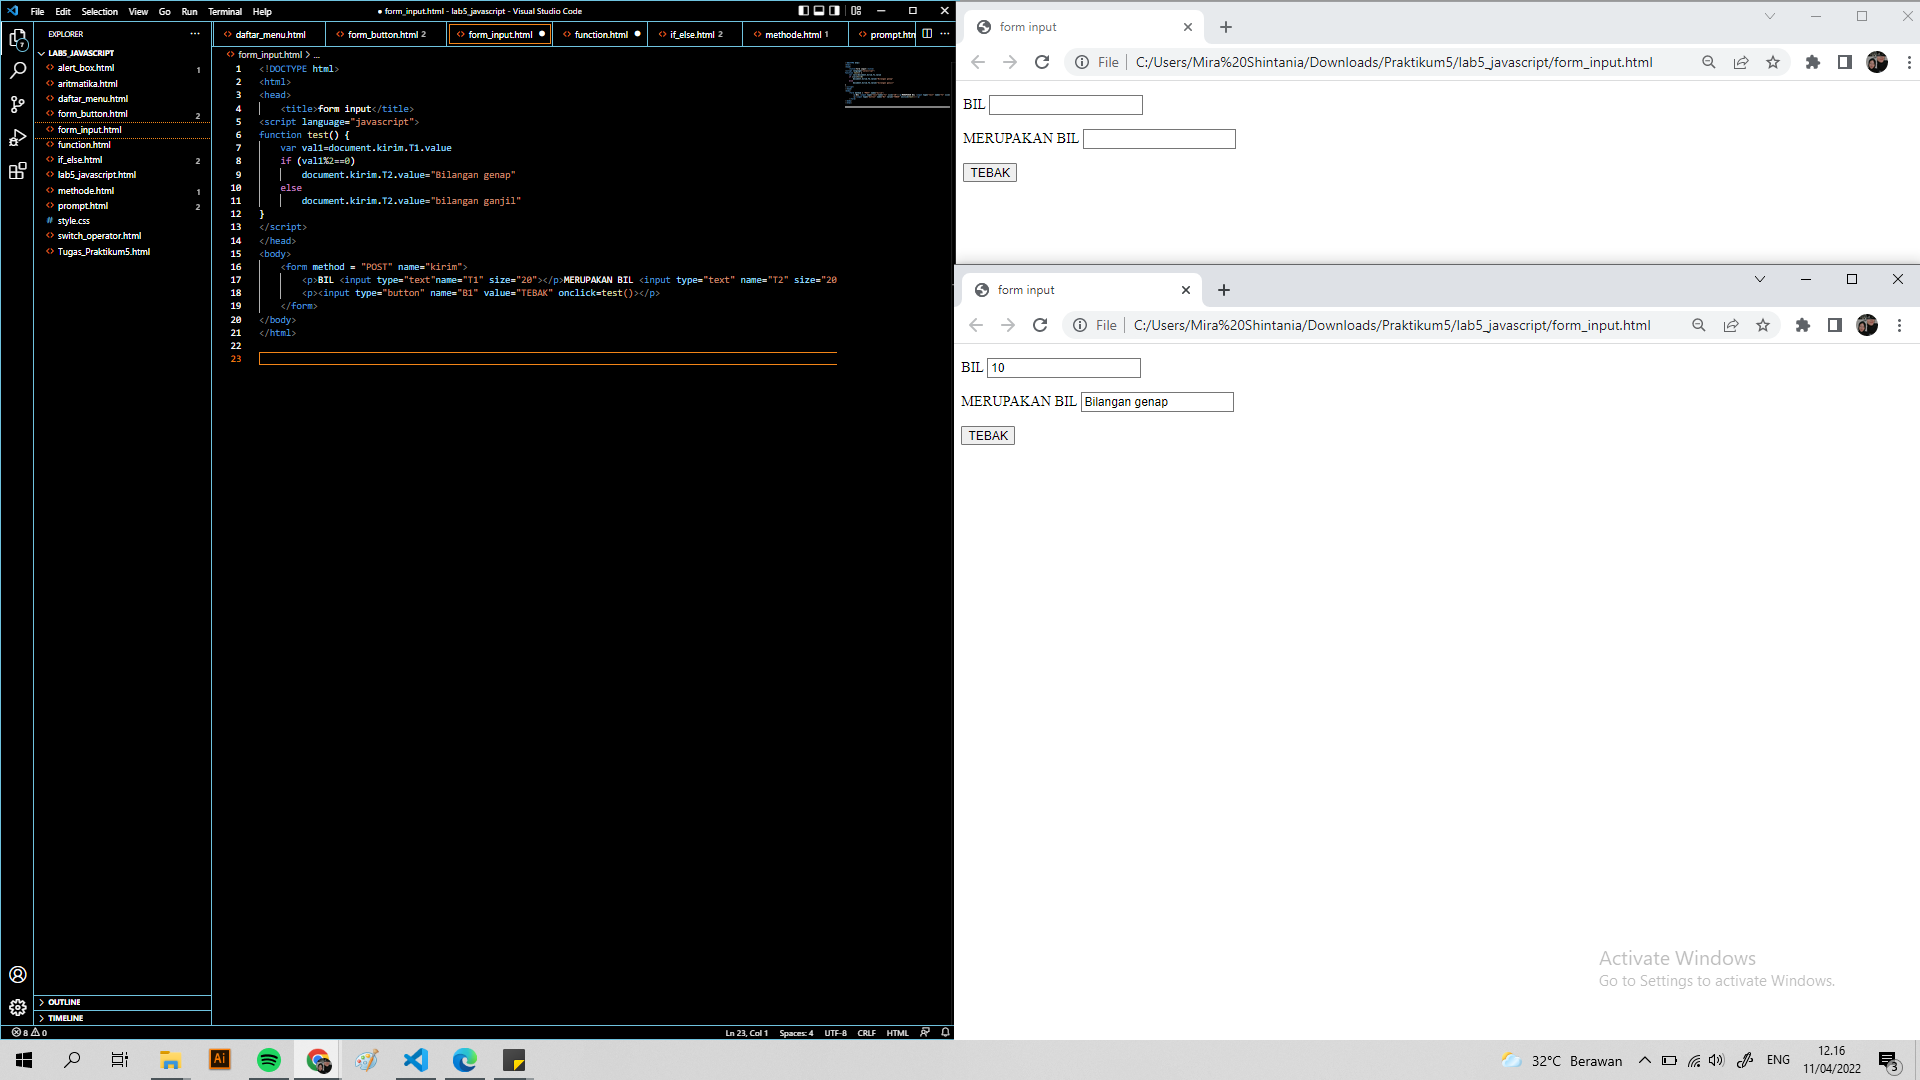 File Edit Selection View Go Run Terminal Help
● form_input.html - lab5_javascript - Visual Studio Code
EXPLORER
LAB5_JAVASCRIPT
alert_box.html 1
aritmatika.html
daftar_menu.html
form_button.html 2
form_input.html
function.html
if_else.html 2
lab5_javascript.html
methode.html 1
prompt.html 2
style.css
switch_operator.html
Tugas_Praktikum5.html
OUTLINE
TIMELINE
7
daftar_menu.html form_button.html 2 form_input.html ● function.html ● if_else.html 2 methode.html 1 prompt.htm
form_input.html > ...
1 <!DOCTYPE html>
2 <html>
3 <head>
4 <title>form input</title>
5 <script language="javascript">
6 function test() {
7 var val1=document.kirim.T1.value
8 if (val1%2==0)
9 document.kirim.T2.value="Bilangan genap"
10 else
11 document.kirim.T2.value="bilangan ganjil"
12 }
13 </script>
14 </head>
15 <body>
16 <form method = "POST" name="kirim">
17 <p>BIL <input type="text"name="T1" size="20"></p>MERUPAKAN BIL <input type="text" name="T2" size="20
18 <p><input type="button" name="B1" value="TEBAK" onclick=test()></p>
19 </form>
20 </body>
21 </html>
22
23
8 0
Ln 23, Col 1 Spaces: 4 UTF-8 CRLF HTML
form input
File C:/Users/Mira%20Shintania/Downloads/Praktikum5/lab5_javascript/form_input.html
BIL
MERUPAKAN BIL
TEBAK
form input
File C:/Users/Mira%20Shintania/Downloads/Praktikum5/lab5_javascript/form_input.html
BIL 10
MERUPAKAN BIL Bilangan genap
TEBAK
Activate Windows
Go to Settings to activate Windows.
Ai
32°C Berawan
ENG
12.16
11/04/2022
3